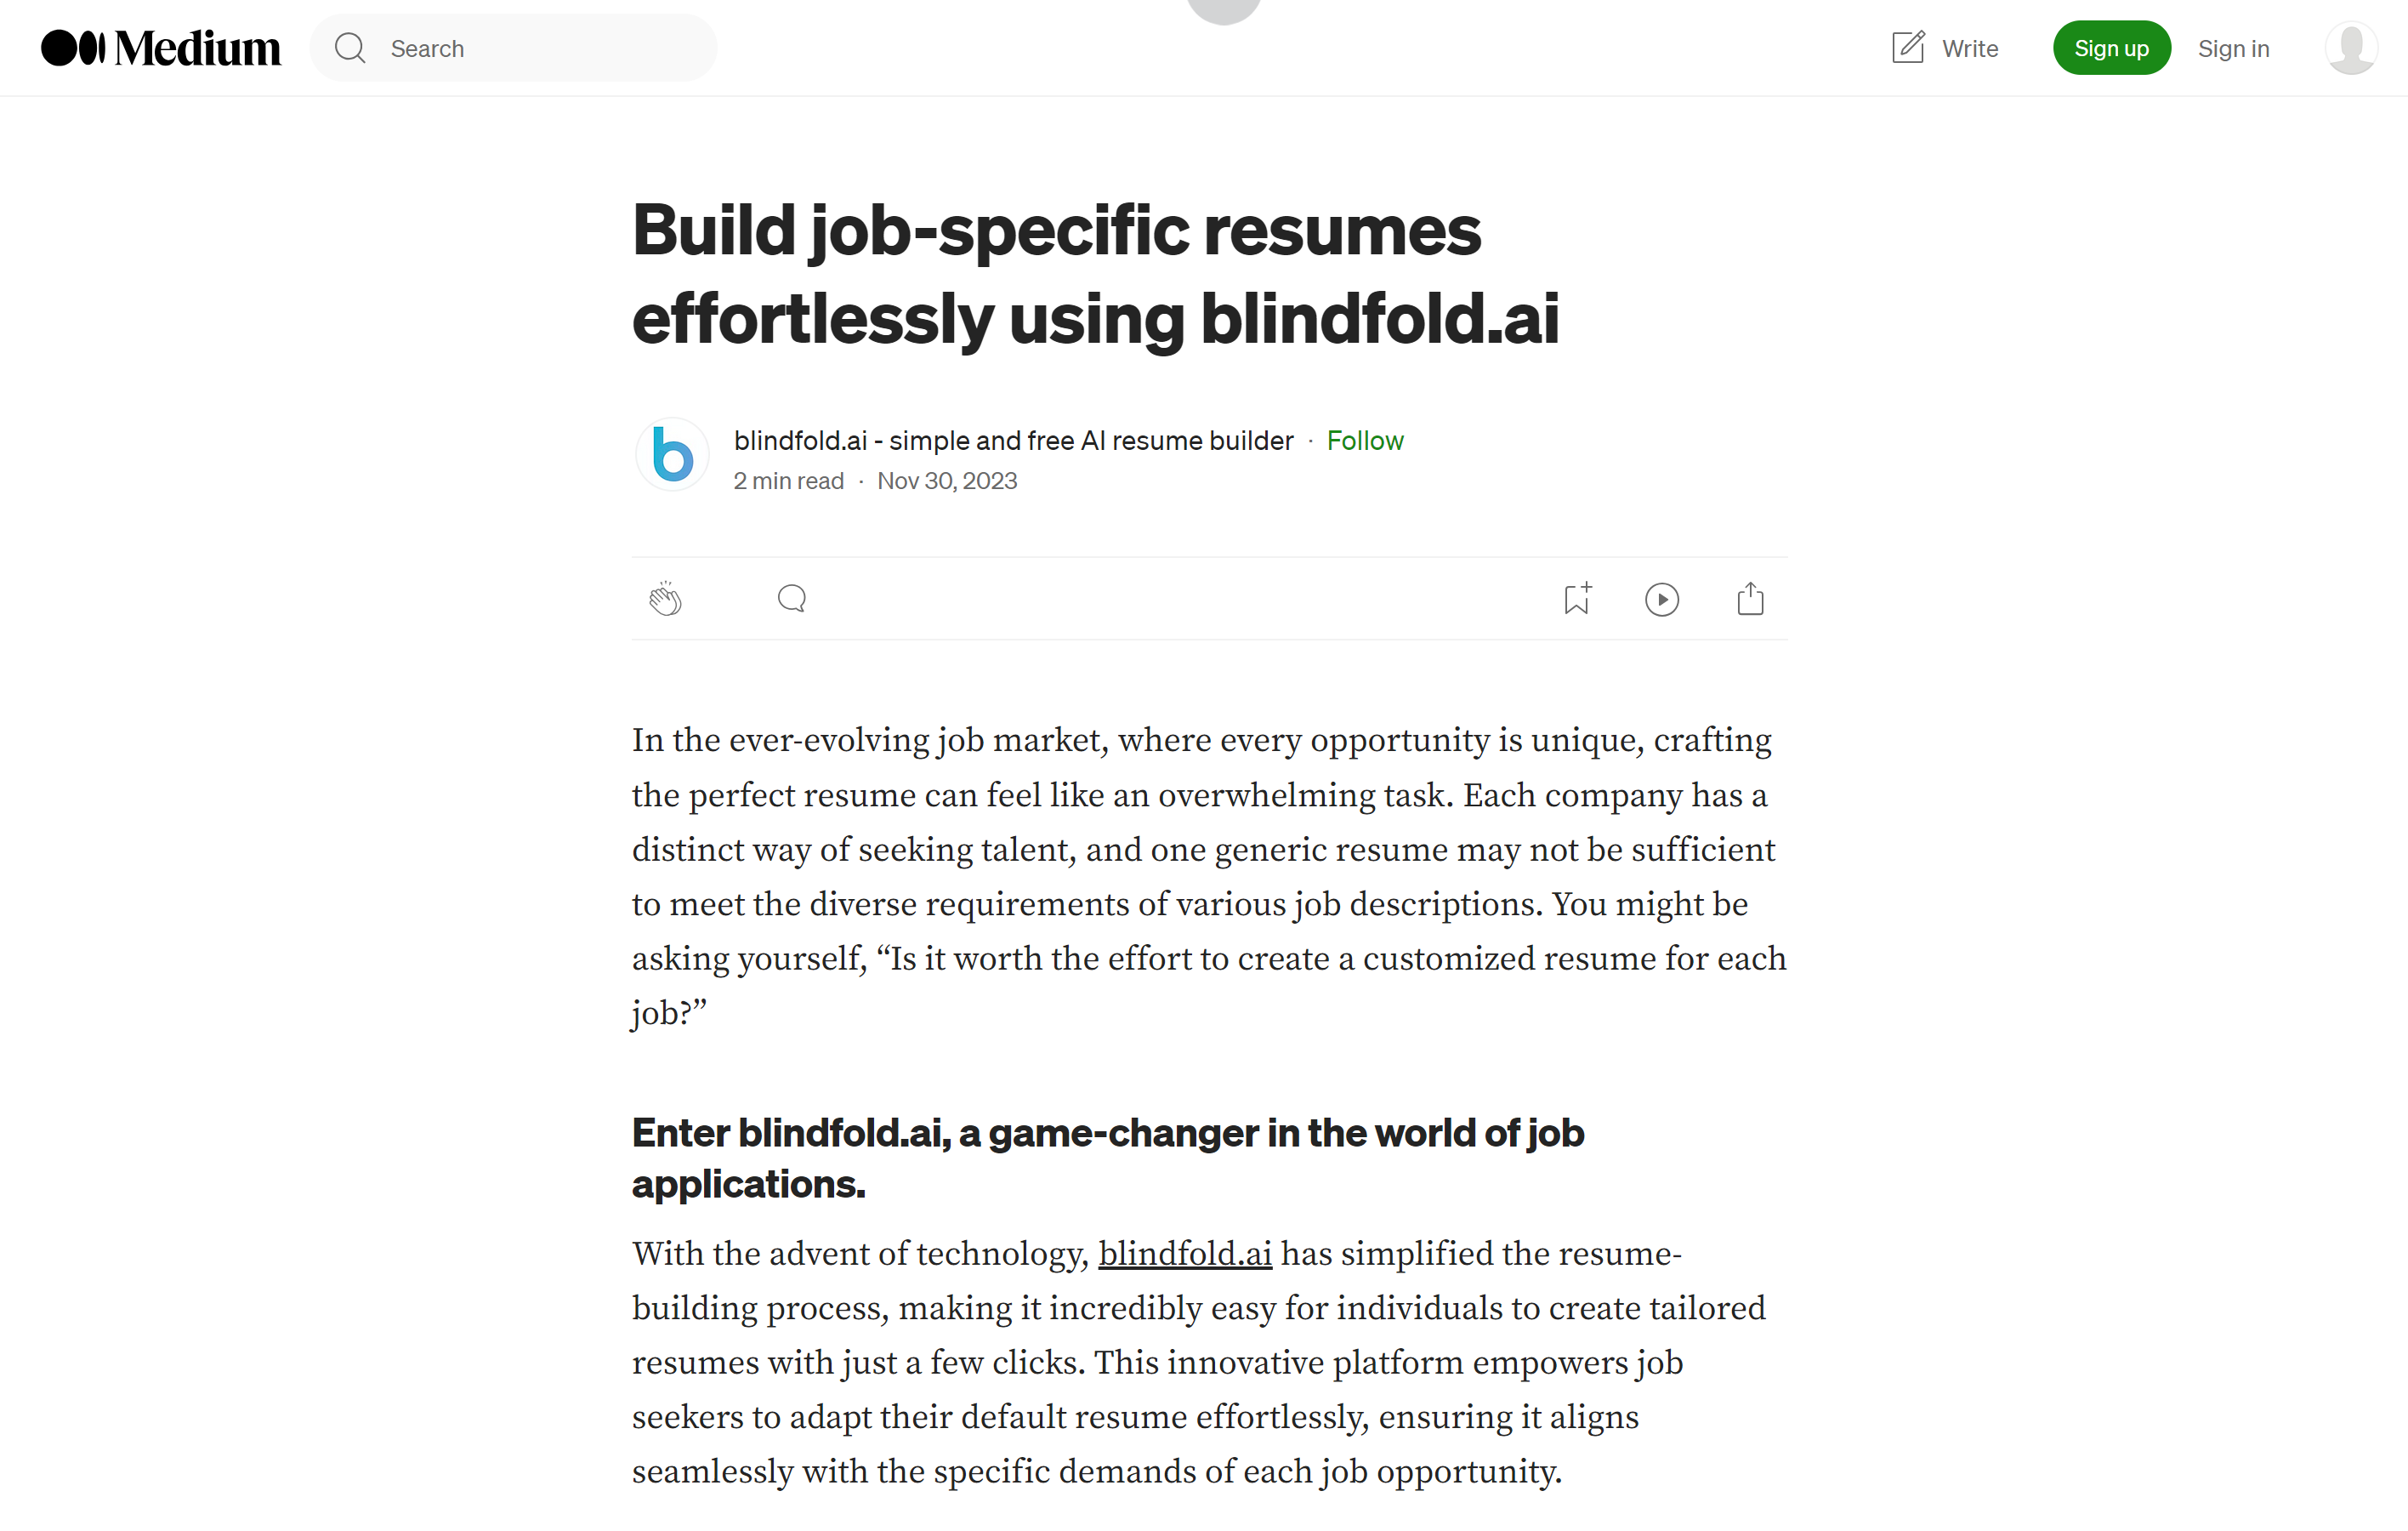 Medium
Search
Write
Sign up
Sign in
Build job-specific resumes
effortlessly using blindfold.ai
b
blindfold.ai - simple and free AI resume builder · Follow
2 min read · Nov 30, 2023
In the ever-evolving job market, where every opportunity is unique, crafting
the perfect resume can feel like an overwhelming task. Each company has a
distinct way of seeking talent, and one generic resume may not be sufficient
to meet the diverse requirements of various job descriptions. You might be
asking yourself, “Is it worth the effort to create a customized resume for each
job?”
Enter blindfold.ai, a game-changer in the world of job
applications.
With the advent of technology, blindfold.ai has simplified the resume-
building process, making it incredibly easy for individuals to create tailored
resumes with just a few clicks. This innovative platform empowers job
seekers to adapt their default resume effortlessly, ensuring it aligns
seamlessly with the specific demands of each job opportunity.